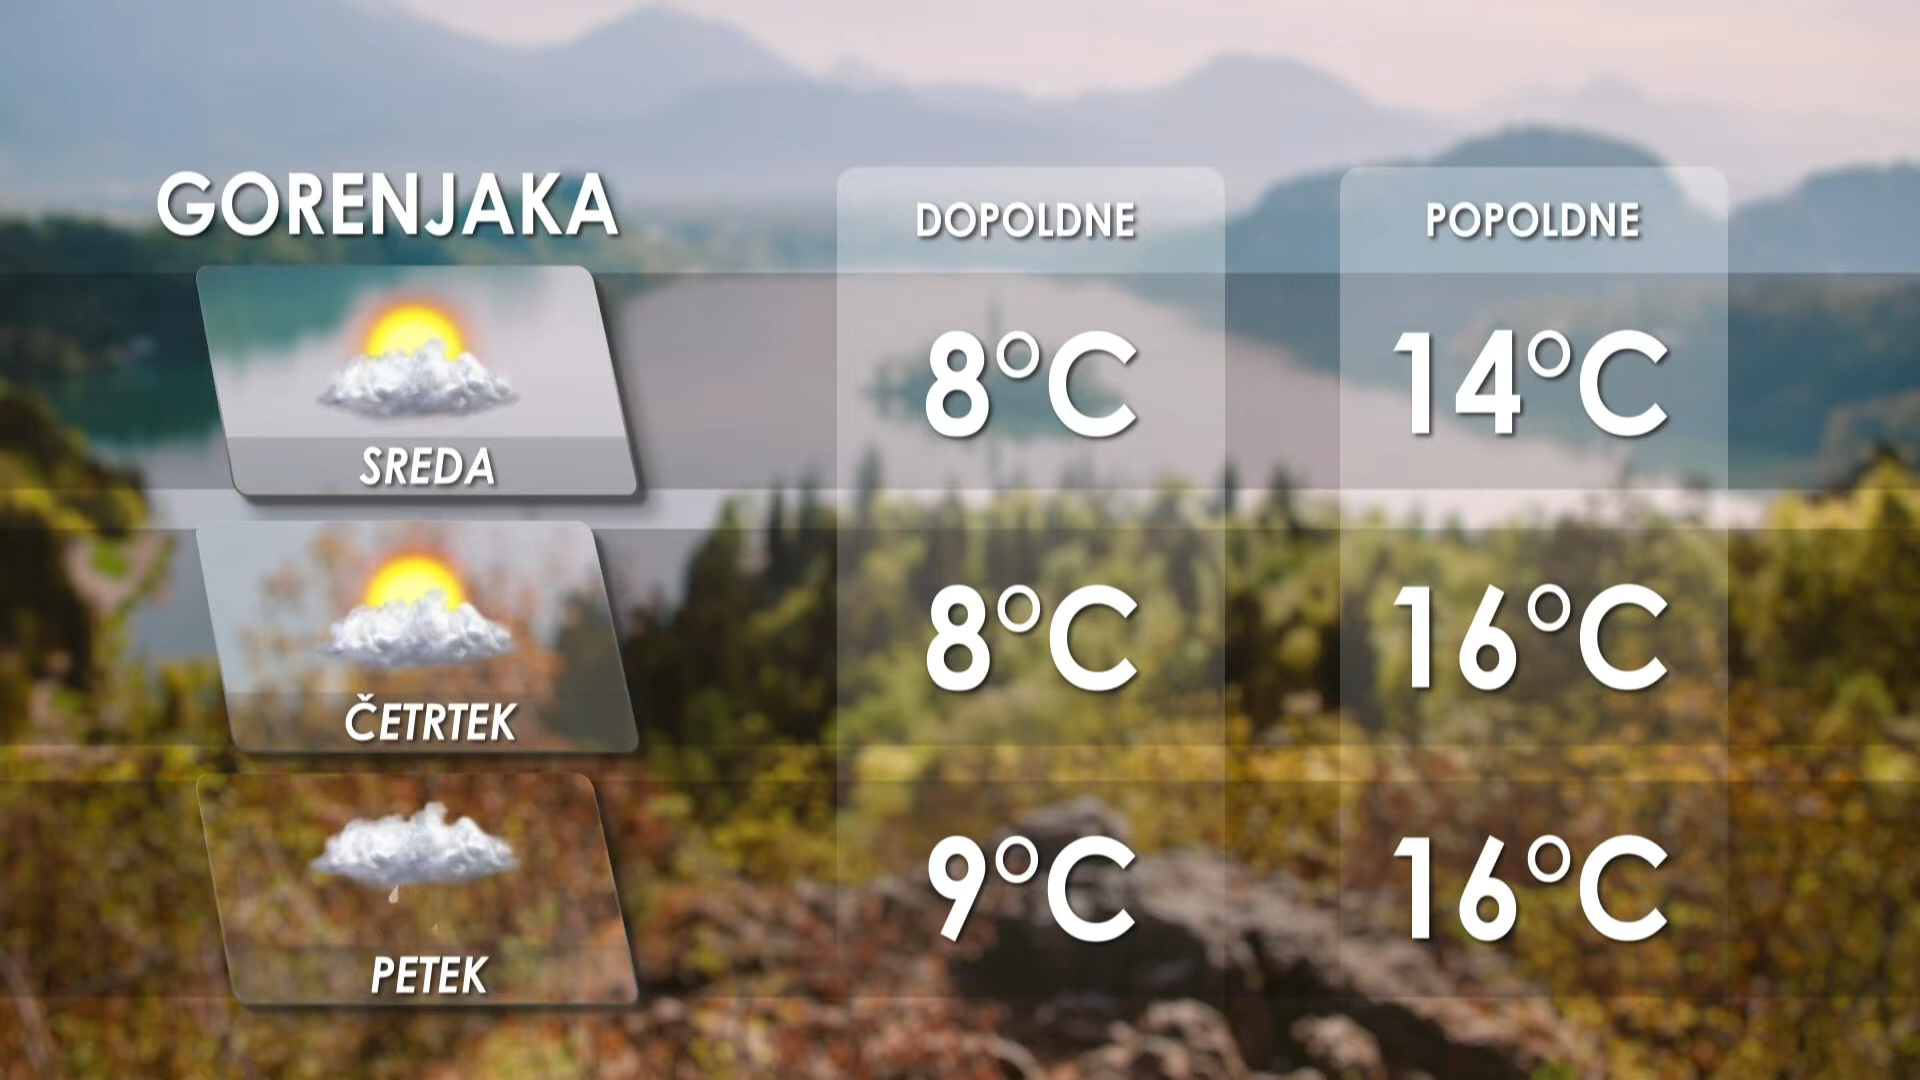 GORENJAKA
DOPOLDNE
POPOLDNE
8°C
14°C
SREDA
8°C
16°C
ČETRTEK
9°C
16°C
PETEK